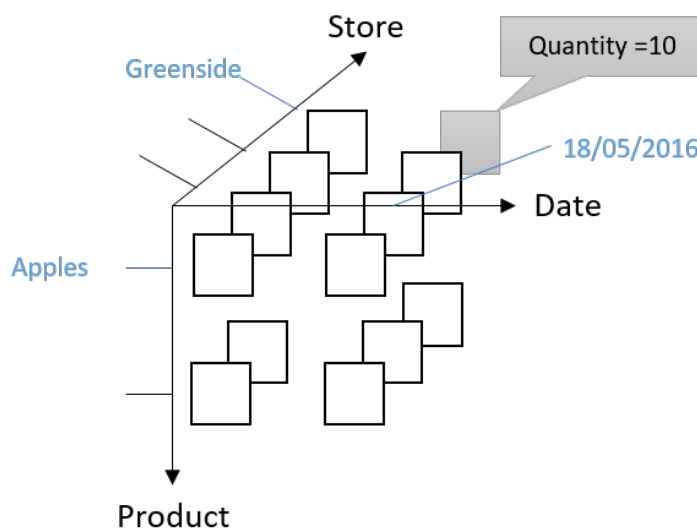 Store
Quantity =10
Greenside
18/05/2016
Date
Apples
Product